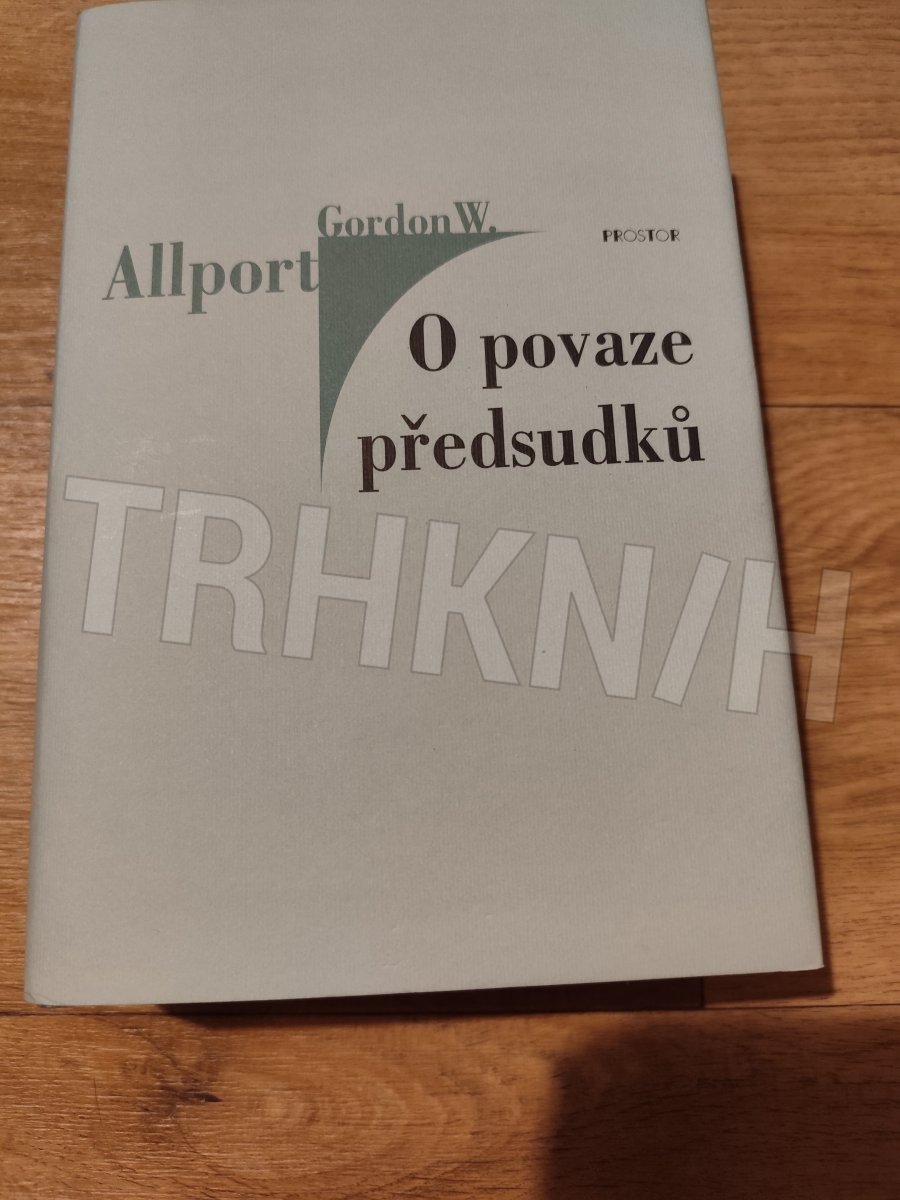 Gordon W.
Allport
PROSTOR
O povaze
předsudků
TRHKNIH